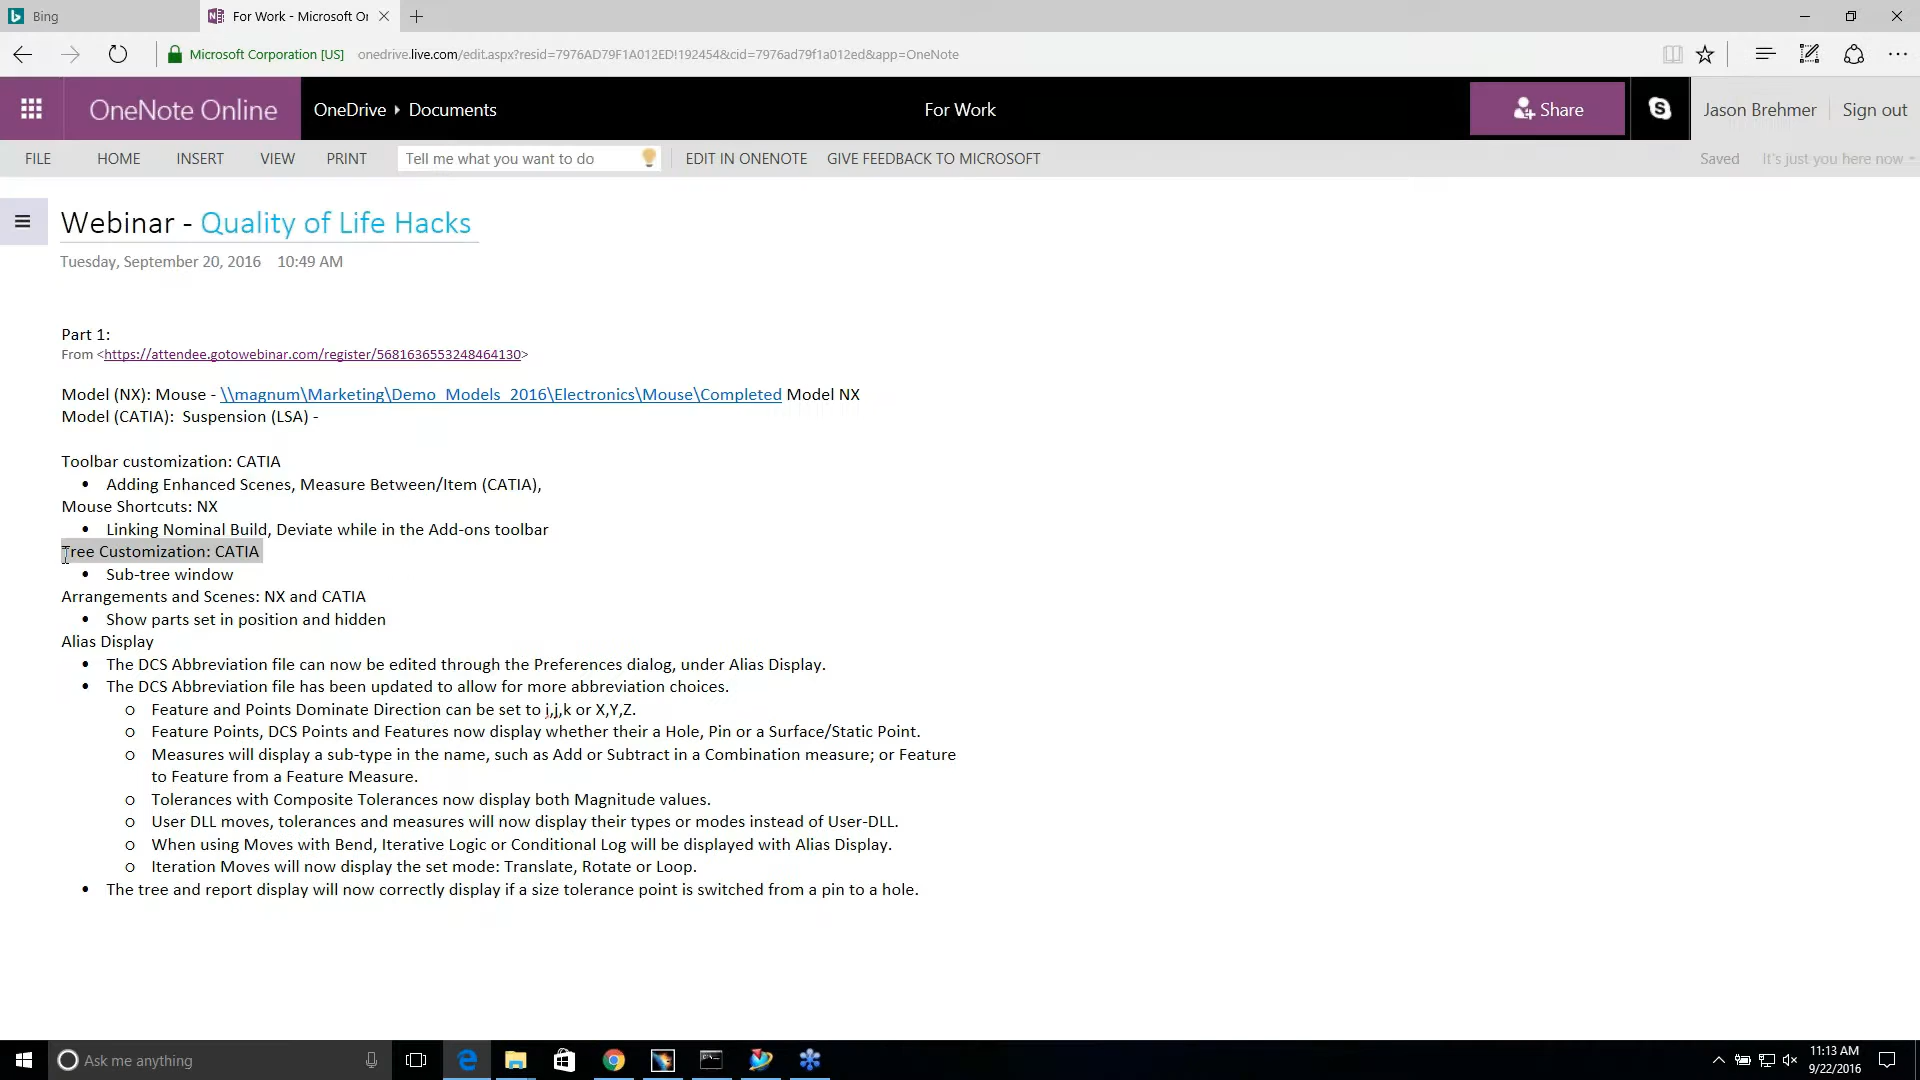 Bing
For Work - Microsoft Or
Microsoft Corporation [US] onedrive.live.com/edit.aspx?resid=7976AD79F1A012ED!192454&cid=7976ad79f1a012ed&app=OneNote
OneNote Online OneDrive Documents For Work Share Jason Brehmer Sign out
FILE HOME INSERT VIEW PRINT Tell me what you want to do EDIT IN ONENOTE GIVE FEEDBACK TO MICROSOFT Saved It's just you here now
Webinar - Quality of Life Hacks
Tuesday, September 20, 2016 10:49 AM
Part 1:
From <https://attendee.gotowebinar.com/register/5681636553248464130>
Model (NX): Mouse - \\magnum\Marketing\Demo_Models_2016\Electronics\Mouse\Completed Model NX
Model (CATIA): Suspension (LSA) -
Toolbar customization: CATIA
• Adding Enhanced Scenes, Measure Between/Item (CATIA),
Mouse Shortcuts: NX
• Linking Nominal Build, Deviate while in the Add-ons toolbar
Tree Customization: CATIA
• Sub-tree window
Arrangements and Scenes: NX and CATIA
• Show parts set in position and hidden
Alias Display
• The DCS Abbreviation file can now be edited through the Preferences dialog, under Alias Display.
• The DCS Abbreviation file has been updated to allow for more abbreviation choices.
o Feature and Points Dominate Direction can be set to i,j,k or X,Y,Z.
o Feature Points, DCS Points and Features now display whether their a Hole, Pin or a Surface/Static Point.
o Measures will display a sub-type in the name, such as Add or Subtract in a Combination measure; or Feature
to Feature from a Feature Measure.
o Tolerances with Composite Tolerances now display both Magnitude values.
o User DLL moves, tolerances and measures will now display their types or modes instead of User-DLL.
o When using Moves with Bend, Iterative Logic or Conditional Log will be displayed with Alias Display.
o Iteration Moves will now display the set mode: Translate, Rotate or Loop.
• The tree and report display will now correctly display if a size tolerance point is switched from a pin to a hole.
Ask me anything
11:13 AM
9/22/2016